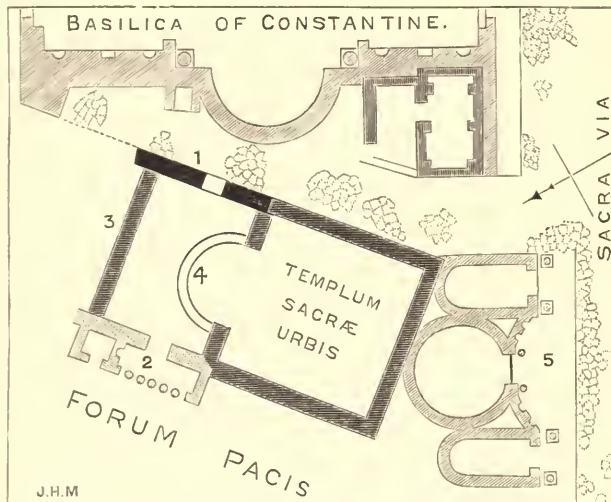 BASILICA OF CONSTANTINE.
SACRA VIA
1
3
4
TEMPLUM
SACRÆ
URBIS
2
5
FORUM PACIS
J.H.M